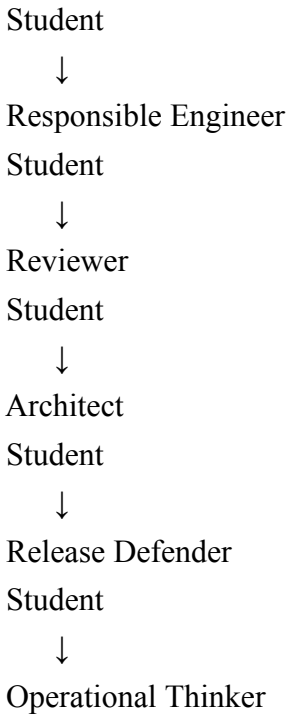 Student
↓
Responsible Engineer
Student
↓
Reviewer
Student
↓
Architect
Student
↓
Release Defender
Student
↓
Operational Thinker